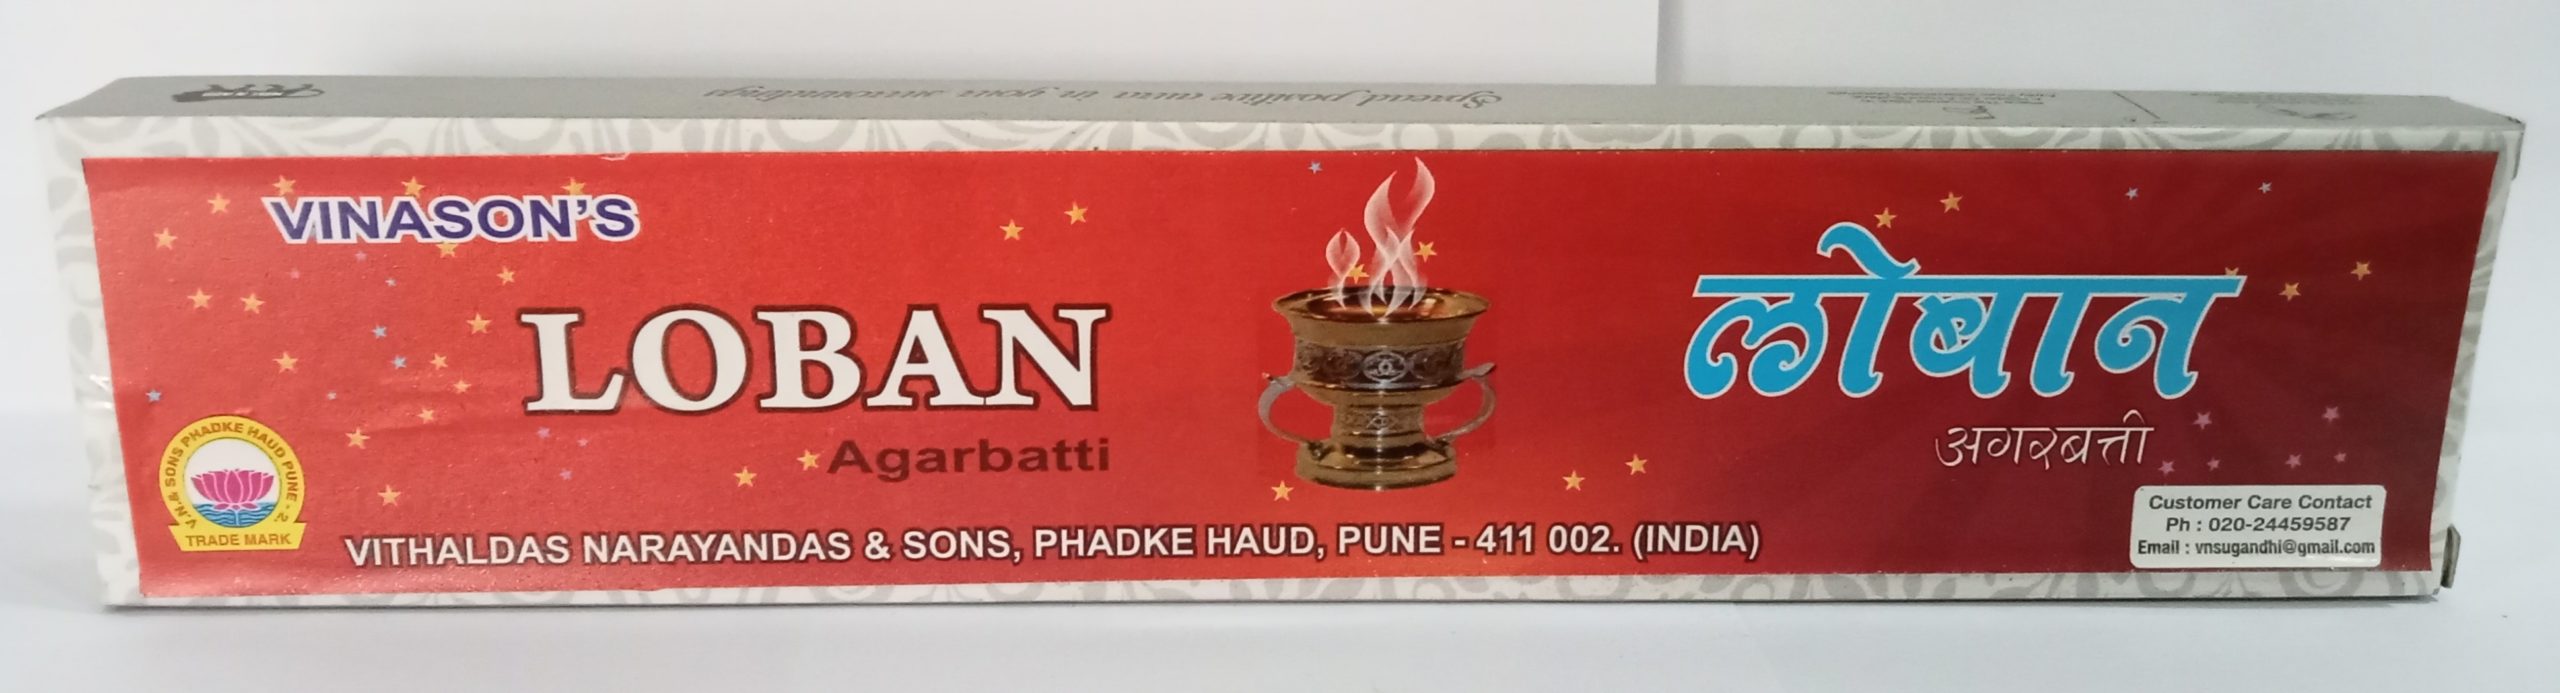 Spread positive aura in your surroundings
VINASON'S
LOBAN
Agarbatti
लोबान
अगरबत्ती
V.N.& SONS PHADKE HAUD PUNE - 2.
TRADE MARK
VITHALDAS NARAYANDAS & SONS, PHADKE HAUD, PUNE - 411 002. (INDIA)
Customer Care Contact
Ph : 020-24459587
Email : vnsugandhi@gmail.com